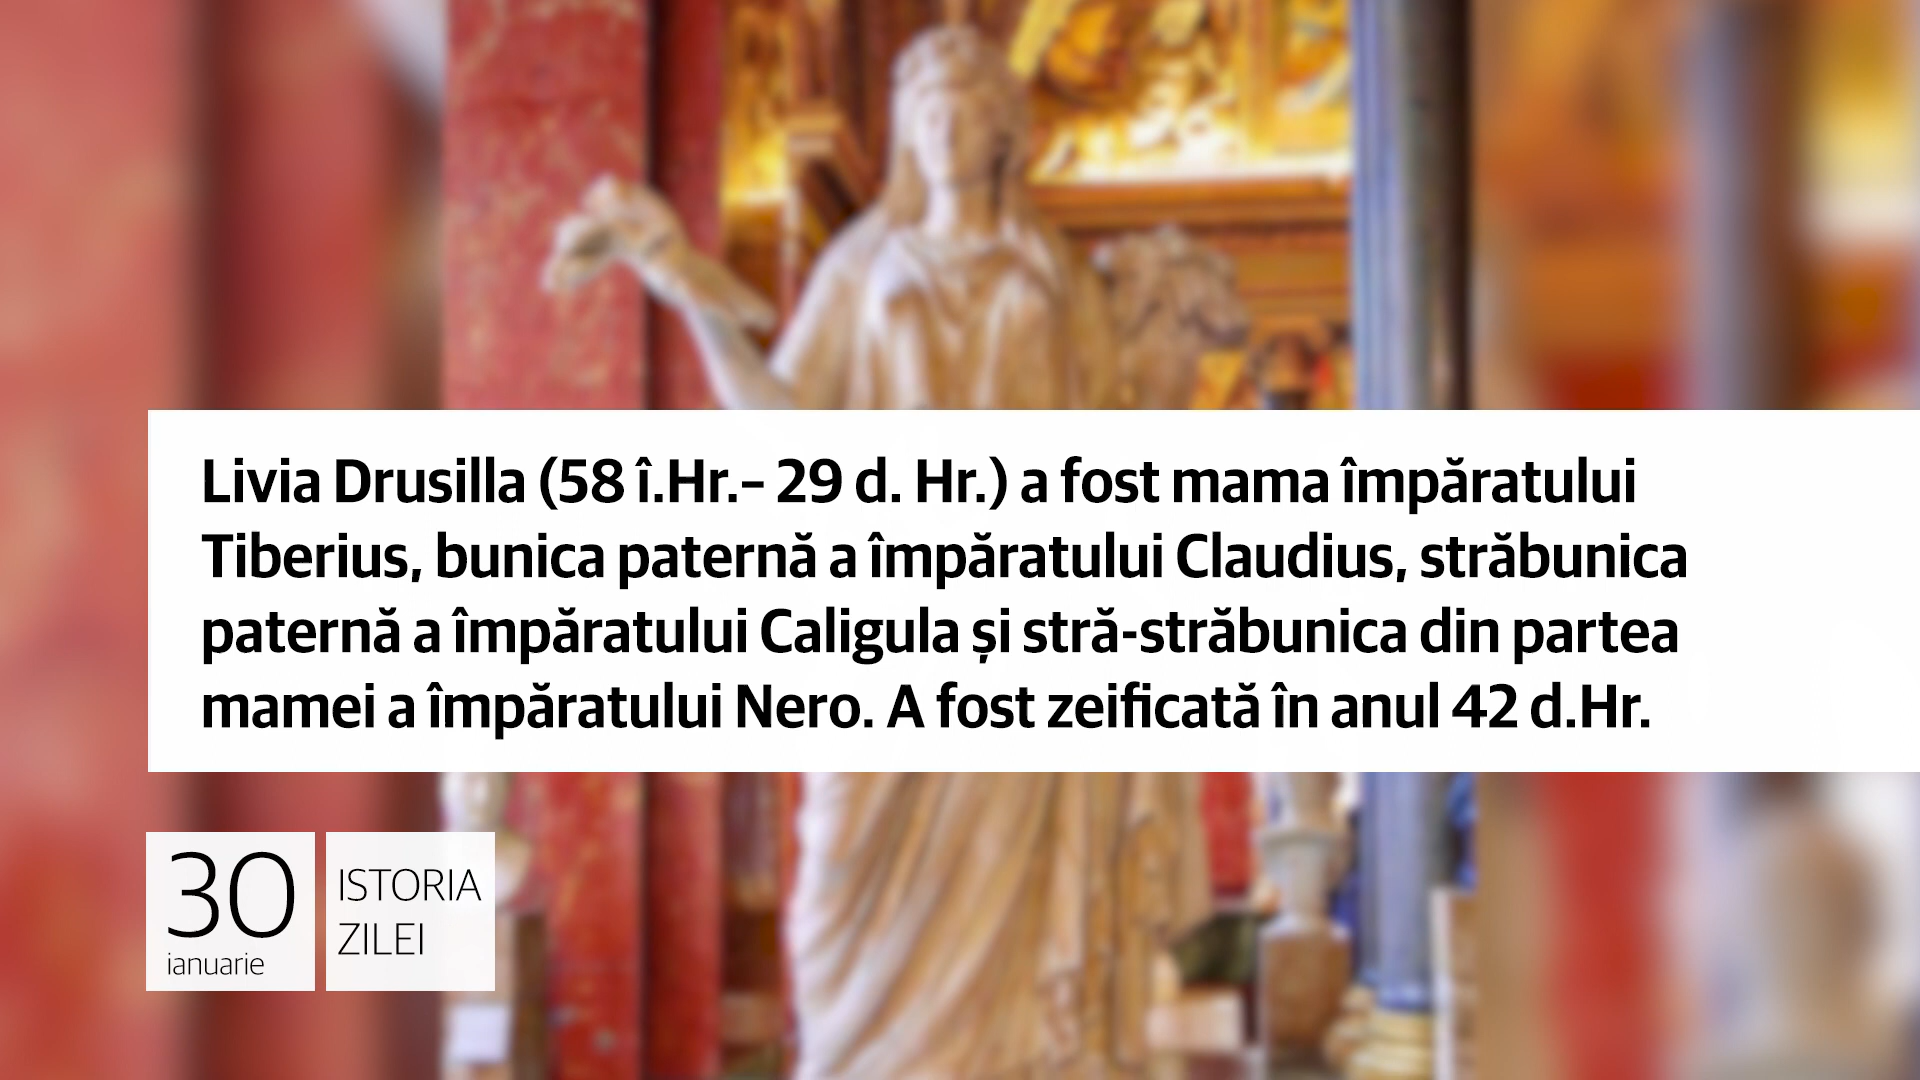 Livia Drusilla (58 î.Hr.– 29 d. Hr.) a fost mama împăratului
Tiberius, bunica paternă a împăratului Claudius, străbunica
paternă a împăratului Caligula și stră-străbunica din partea
mamei a împăratului Nero. A fost zeificată în anul 42 d.Hr.
30
ianuarie
ISTORIA
ZILEI